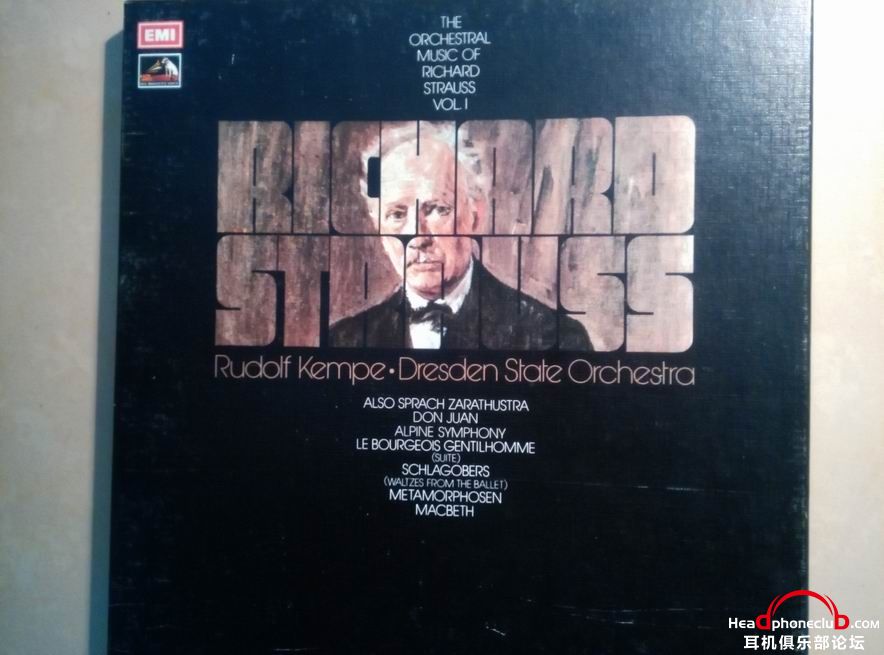 EMI
THE
ORCHESTRAL
MUSIC OF
RICHARD
STRAUSS
VOL. I
RICHARD
STRAUSS
Rudolf Kempe • Dresden State Orchestra
ALSO SPRACH ZARATHUSTRA
DON JUAN
ALPINE SYMPHONY
LE BOURGEOIS GENTILHOMME
(SUITE)
SCHLAGOBERS
(WALTZES FROM THE BALLET)
METAMORPHOSEN
MACBETH
HeadphoneclubD.COM
耳机俱乐部论坛